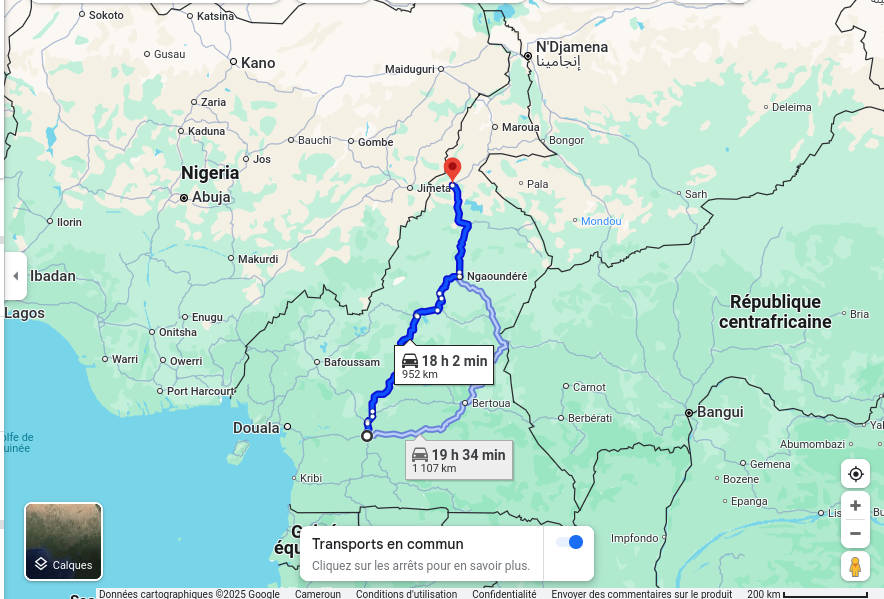 Sokoto
Katsina
Gusau
Kano
Maiduguri
N'Djamena
إنجامينا
Zaria
Deleima
Kaduna
Maroua
Bauchi
Gombe
Bongor
Jos
Nigeria
Jimeta
Pala
Sarh
Abuja
Ilorin
Mondou
Makurdi
Ibadan
Ngaoundéré
Lagos
République
centrafricaine
Enugu
Onitsha
Bria
Warri
Owerri
Bafoussam
18 h 2 min
952 km
Port Harcourt
Carnot
Bertoua
Berbérati
Bangui
Douala
olfe de
uinée
19 h 34 min
1 107 km
Abumombazi
Ya
Gemena
Kribi
Bozene
Epanga
Lis
Bu
G
équ
Impfondo
Transports en commun
Cliquez sur les arrêts pour en savoir plus.
Calques
Données cartographiques ©2025 Google
Cameroun
Conditions d'utilisation
Confidentialité
Envoyer des commentaires sur le produit
200 km